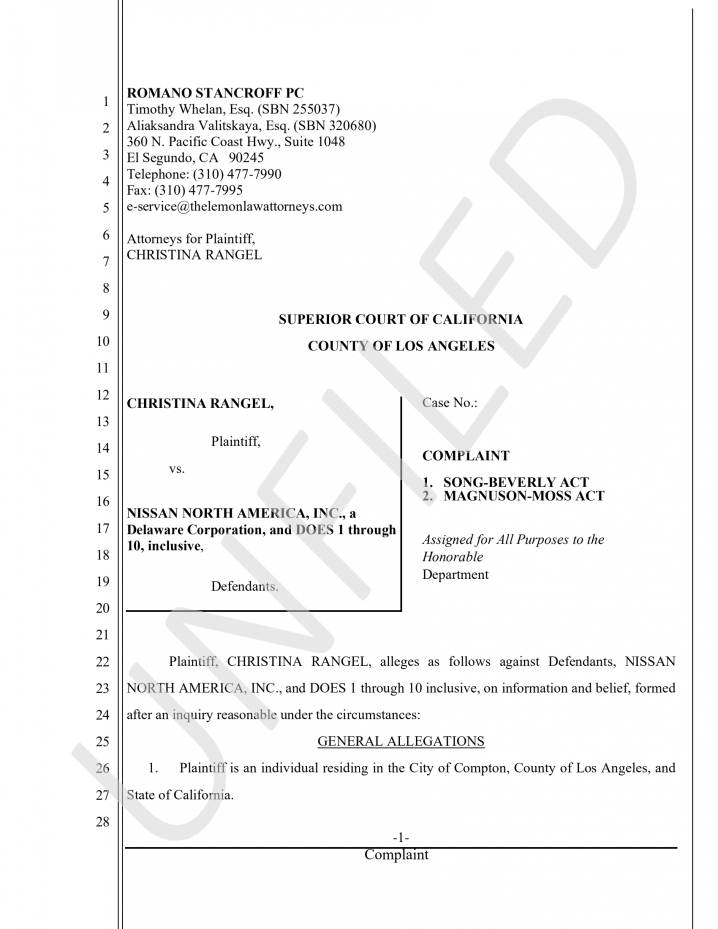 ROMANO STANCROFF PC
1
Timothy Whelan, Esq. (SBN 255037)
2
Aliaksandra Valitskaya, Esq. (SBN 320680)
360 N. Pacific Coast Hwy., Suite 1048
3
El Segundo, CA 90245
4
Telephone: (310) 477-7990
Fax: (310) 477-7995
5
e-service@thelemonlawattorneys.com
6
Attorneys for Plaintiff,
7
CHRISTINA RANGEL
8
9
SUPERIOR COURT OF CALIFORNIA
10
COUNTY OF LOS ANGELES
11
12
CHRISTINA RANGEL,
13
14
Plaintiff,
15
vs.
16
NISSAN NORTH AMERICA, INC., a
17
Delaware Corporation, and DOES 1 through
18
10, inclusive,
19
Defendants.
20
Case No.:
COMPLAINT
1. SONG-BEVERLY ACT
2. MAGNUSON-MOSS ACT
Assigned for All Purposes to the
Honorable
Department
21
22
Plaintiff, CHRISTINA RANGEL, alleges as follows against Defendants, NISSAN
23
NORTH AMERICA, INC., and DOES 1 through 10 inclusive, on information and belief, formed
24
after an inquiry reasonable under the circumstances:
25
GENERAL ALLEGATIONS
26
1. Plaintiff is an individual residing in the City of Compton, County of Los Angeles, and
27
State of California.
28
-1-
Complaint
UNFILED